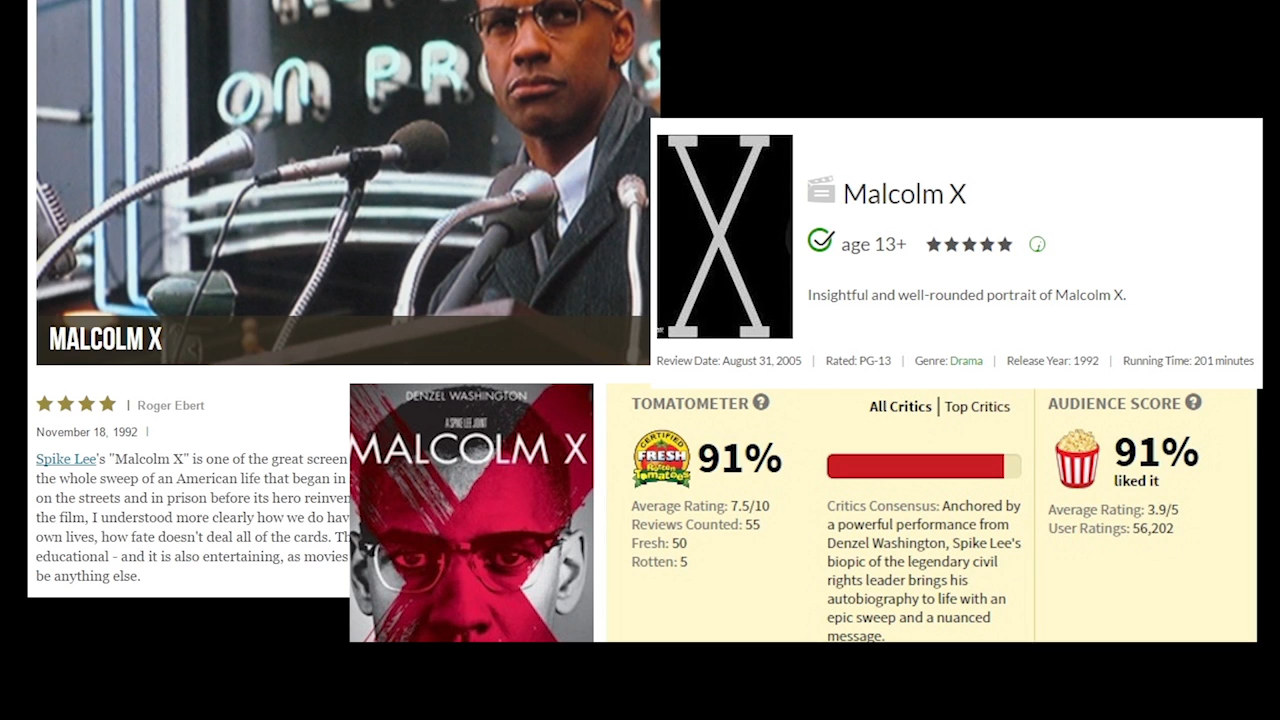 ON PR
MALCOLM X
Roger Ebert
November 18, 1992
Spike Lee's "Malcolm X" is one of the great screen
the whole sweep of an American life that began in
on the streets and in prison before its hero reinven
the film, I understood more clearly how we do hav
own lives, how fate doesn't deal all of the cards. Th
educational - and it is also entertaining, as movies
be anything else.
X
Malcolm X
age 13+
Insightful and well-rounded portrait of Malcolm X.
Review Date: August 31, 2005 | Rated: PG-13 | Genre: Drama | Release Year: 1992 | Running Time: 201 minutes
DENZEL WASHINGTON
A SPIKE LEE JOINT
MALCOLM X
TOMATOMETER ?
CERTIFIED
FRESH
Rotten
Tomatoes
91%
Average Rating: 7.5/10
Reviews Counted: 55
Fresh: 50
Rotten: 5
All Critics | Top Critics
Critics Consensus: Anchored by
a powerful performance from
Denzel Washington, Spike Lee's
biopic of the legendary civil
rights leader brings his
autobiography to life with an
epic sweep and a nuanced
message.
AUDIENCE SCORE ?
91%
liked it
Average Rating: 3.9/5
User Ratings: 56,202